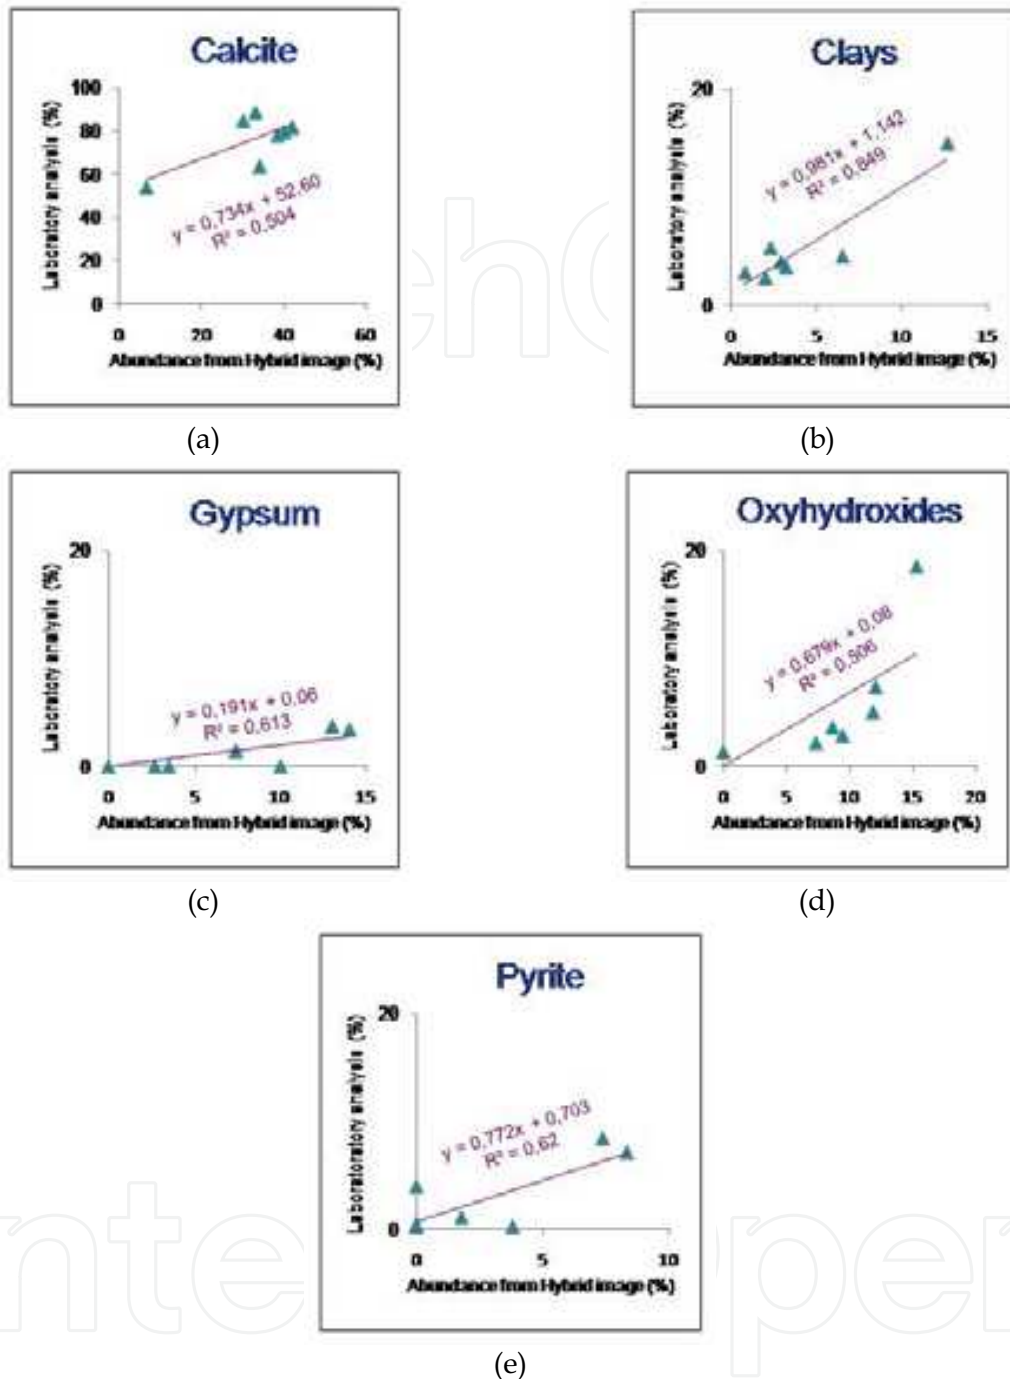 Calcite
Laboratory analysis (%)
100
80
60
40
20
0
y = 0,734x + 52,60
R² = 0,504
0 20 40 60
Abundance from Hybrid image (%)
(a)
Clays
Laboratory analysis (%)
20
0
y = 0,981x + 1,142
R² = 0,849
0 5 10 15
Abundance from Hybrid image (%)
(b)
Gypsum
Laboratory analysis (%)
20
0
y = 0,191x + 0,06
R² = 0,613
0 5 10 15
Abundance from Hybrid image (%)
(c)
Oxyhydroxides
Laboratory analysis (%)
20
0
y = 0,679x + 0,08
R² = 0,506
0 5 10 15 20
Abundance from Hybrid image (%)
(d)
Pyrite
Laboratoratory analysis (%)
20
0
y = 0,772x + 0,703
R² = 0,62
0 5 10
Abundance from Hybrid image (%)
(e)